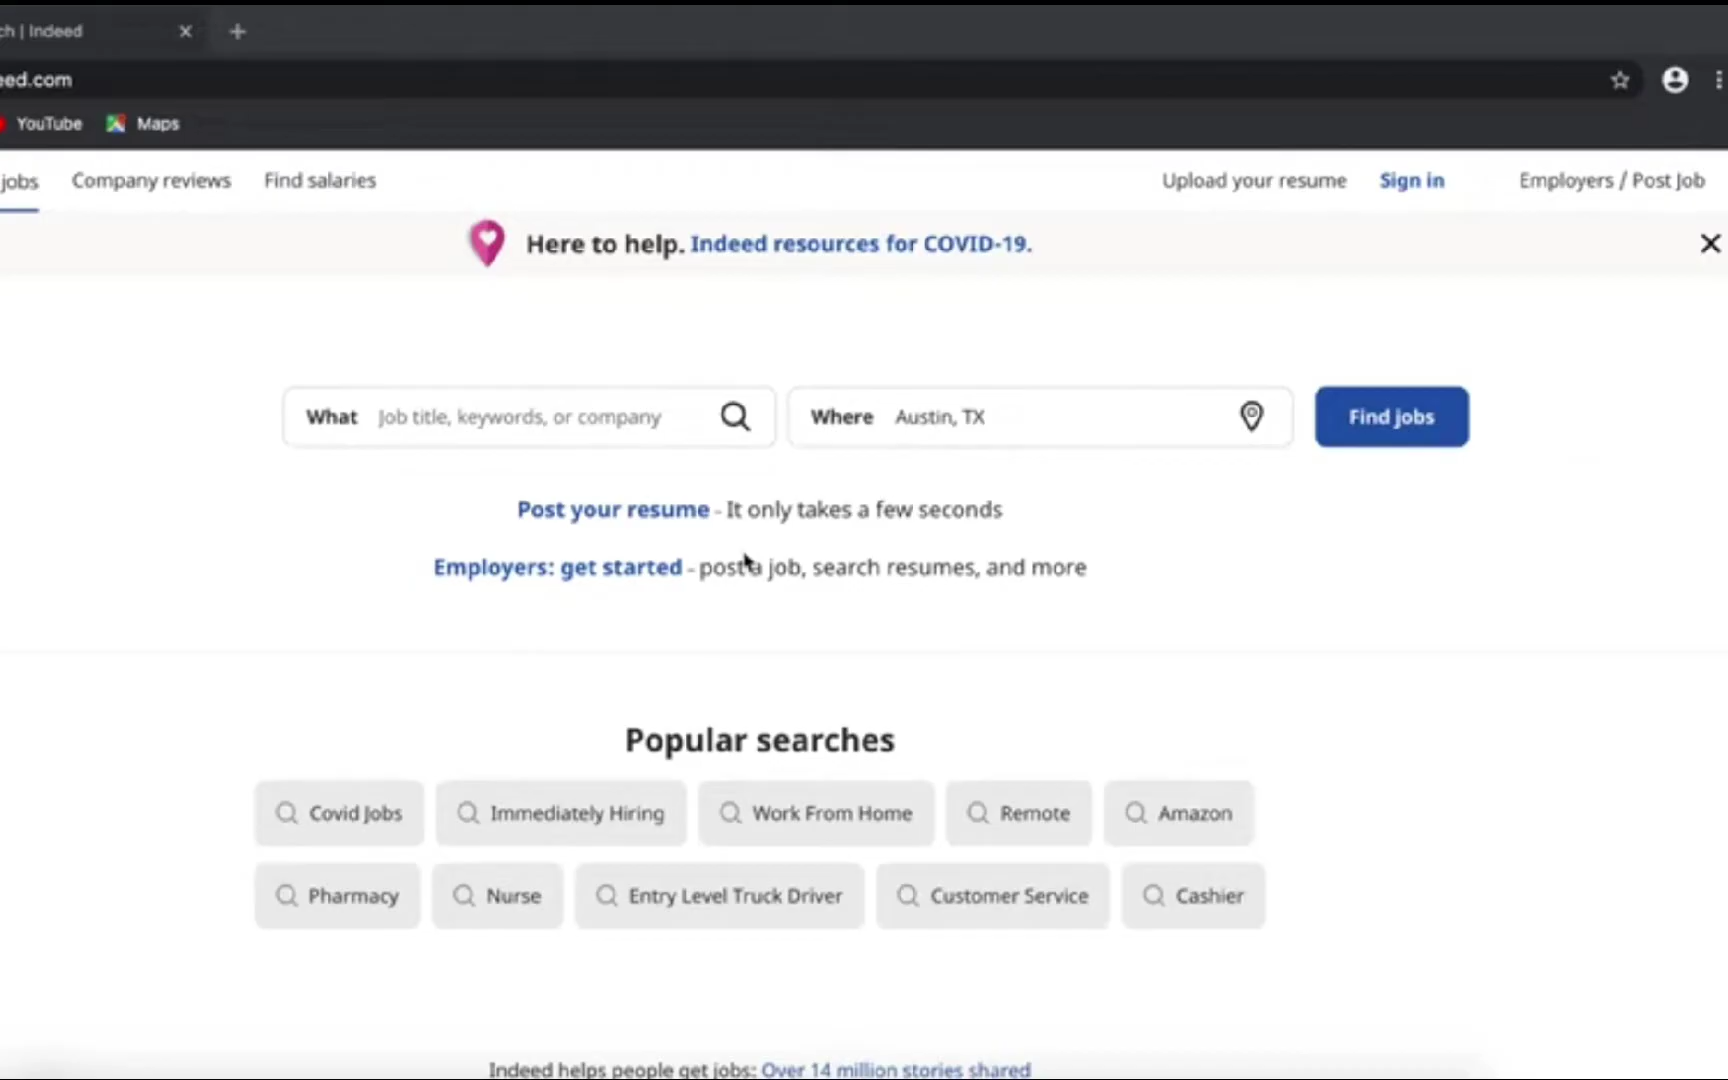 ch | Indeed
eed.com
YouTube Maps
jobs Company reviews Find salaries Upload your resume Sign in Employers / Post Job
Here to help. Indeed resources for COVID-19.
What Job title, keywords, or company Where Austin, TX Find jobs
Post your resume - It only takes a few seconds
Employers: get started - post a job, search resumes, and more
Popular searches
Covid Jobs Immediately Hiring Work From Home Remote Amazon
Pharmacy Nurse Entry Level Truck Driver Customer Service Cashier
Indeed helps people get jobs: Over 14 million stories shared